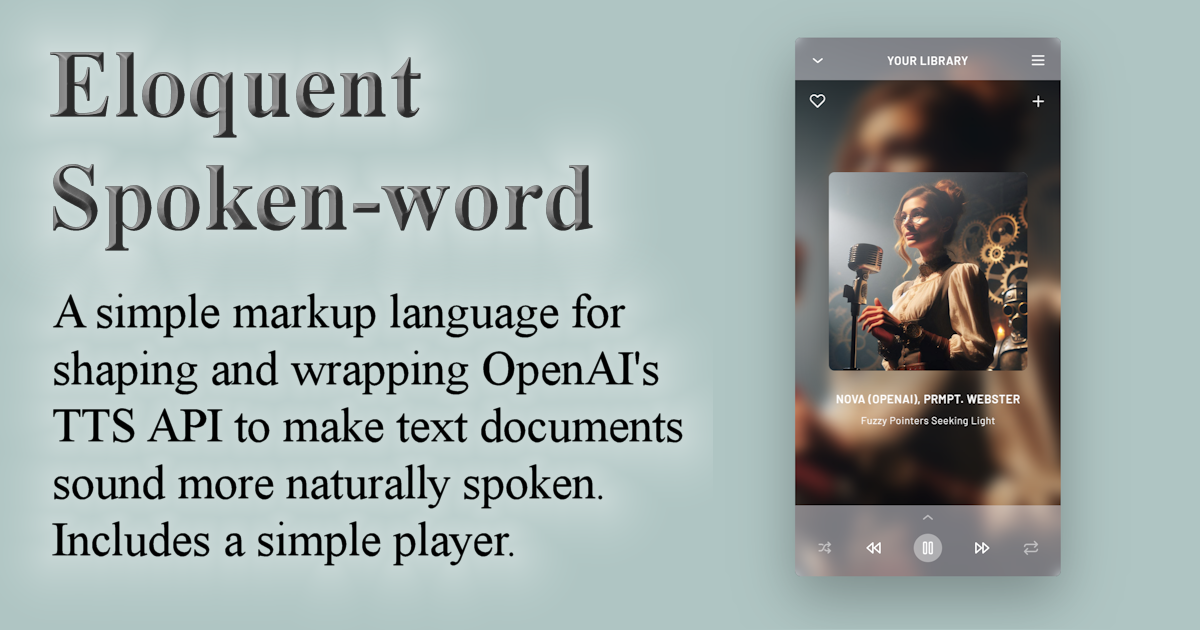 Eloquent
Spoken-word
A simple markup language for
shaping and wrapping OpenAI's
TTS API to make text documents
sound more naturally spoken.
Includes a simple player.
YOUR LIBRARY
NOVA (OPENAI), PRMPT. WEBSTER
Fuzzy Pointers Seeking Light